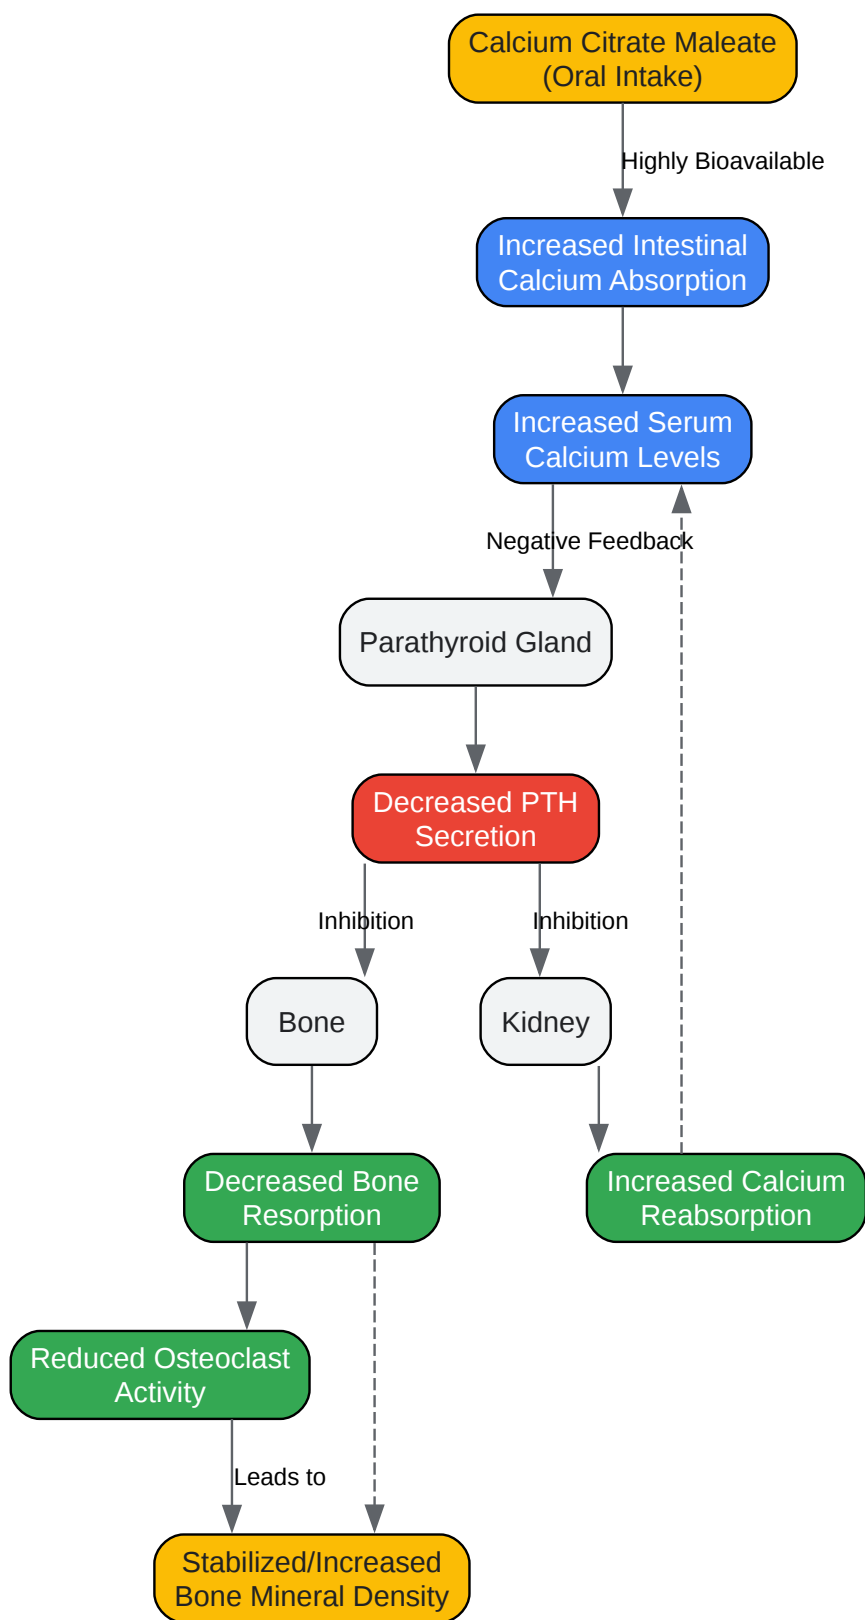 Calcium Citrate Maleate
(Oral Intake)
Highly Bioavailable
Increased Intestinal
Calcium Absorption
Increased Serum
Calcium Levels
Negative Feedback
Parathyroid Gland
Decreased PTH
Secretion
Inhibition
Inhibition
Bone
Kidney
Decreased Bone
Resorption
Increased Calcium
Reabsorption
Reduced Osteoclast
Activity
Leads to
Stabilized/Increased
Bone Mineral Density